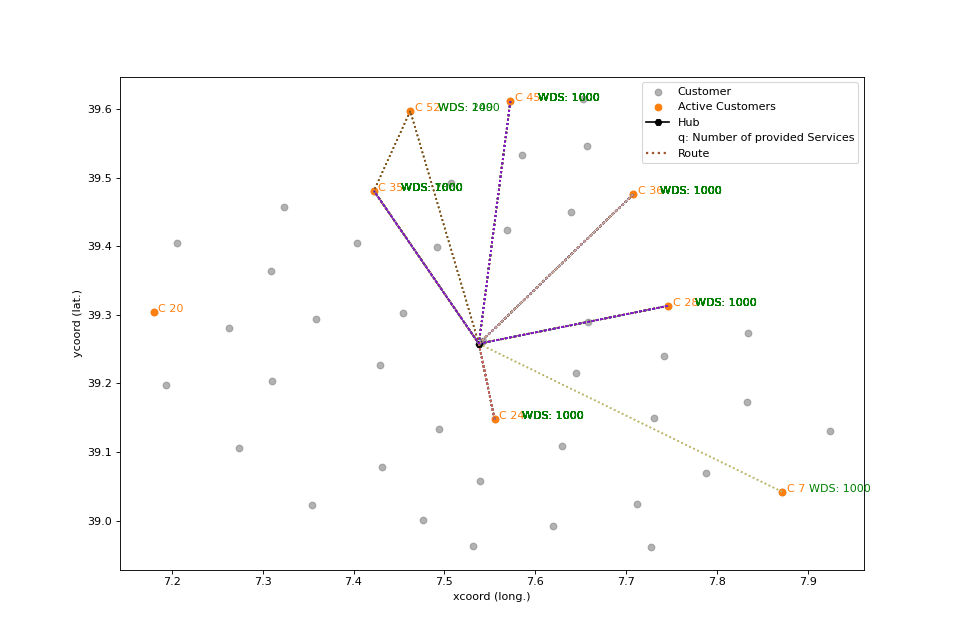 Customer
Active Customers
Hub
q: Number of provided Services
Route
39.6
39.5
39.4
39.3
39.2
39.1
39.0
ycoord (lat.)
C 52
C 45 WDS: 1000
C 35
C 36 WDS: 1000
C 20
C 28 WDS: 1000
C 24 WDS: 1000
C 7 WDS: 1000
7.2 7.3 7.4 7.5 7.6 7.7 7.8 7.9
xcoord (long.)